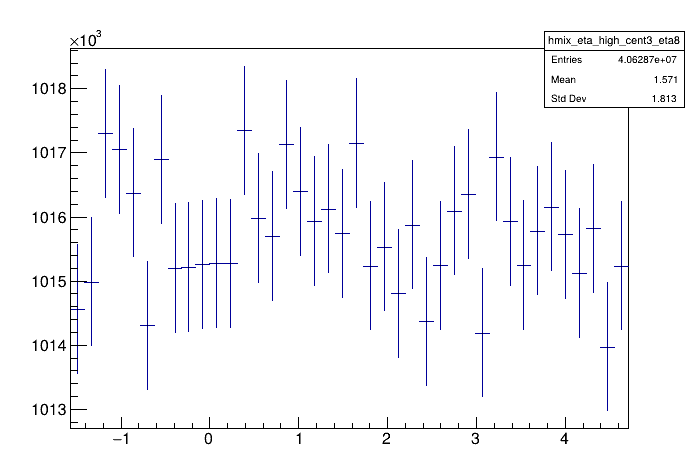 ×10³
hmix_eta_high_cent3_eta8
Entries 4.06287e+07
Mean 1.571
Std Dev 1.813
1018
1017
1016
1015
1014
1013
−1 0 1 2 3 4